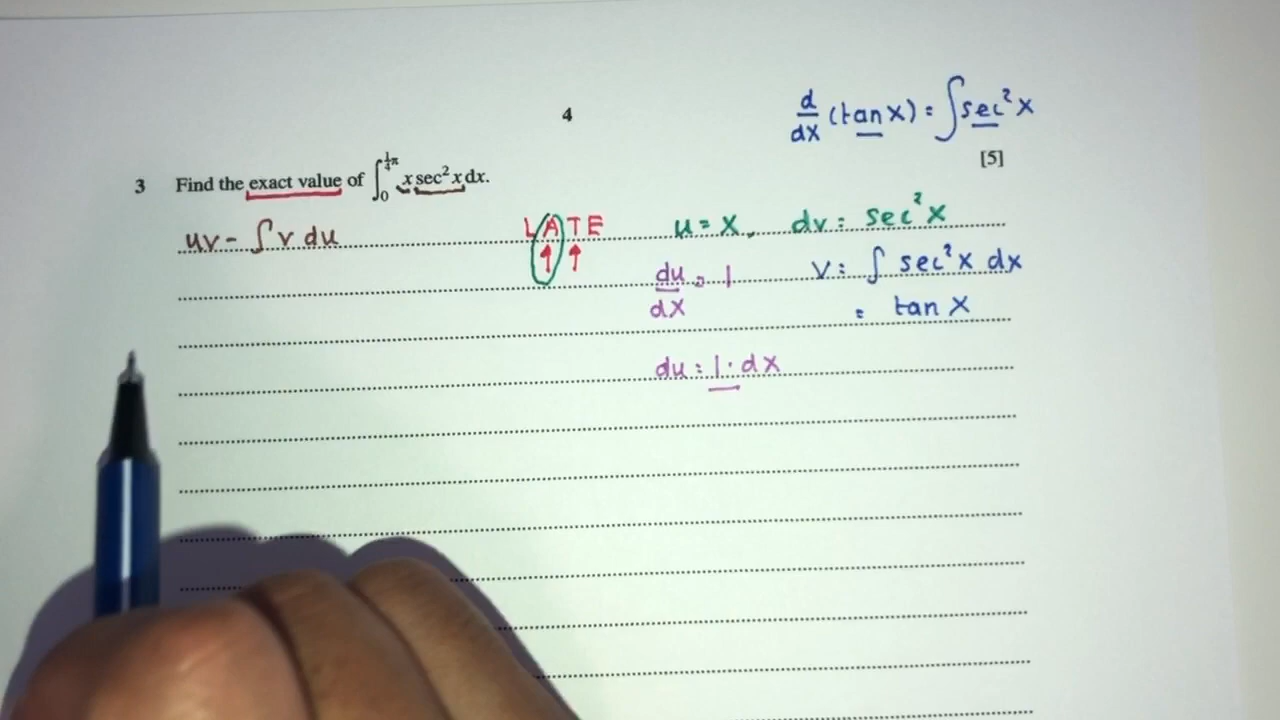 4
d/dx (tan x) = ∫sec²x
[5]
3 Find the exact value of ∫₀^{¼π} x sec² x dx.
uv - ∫v du
LATE
u = x, dv = sec²x
du/dx = 1
v = ∫ sec²x dx
= tan x
du = 1 · dx